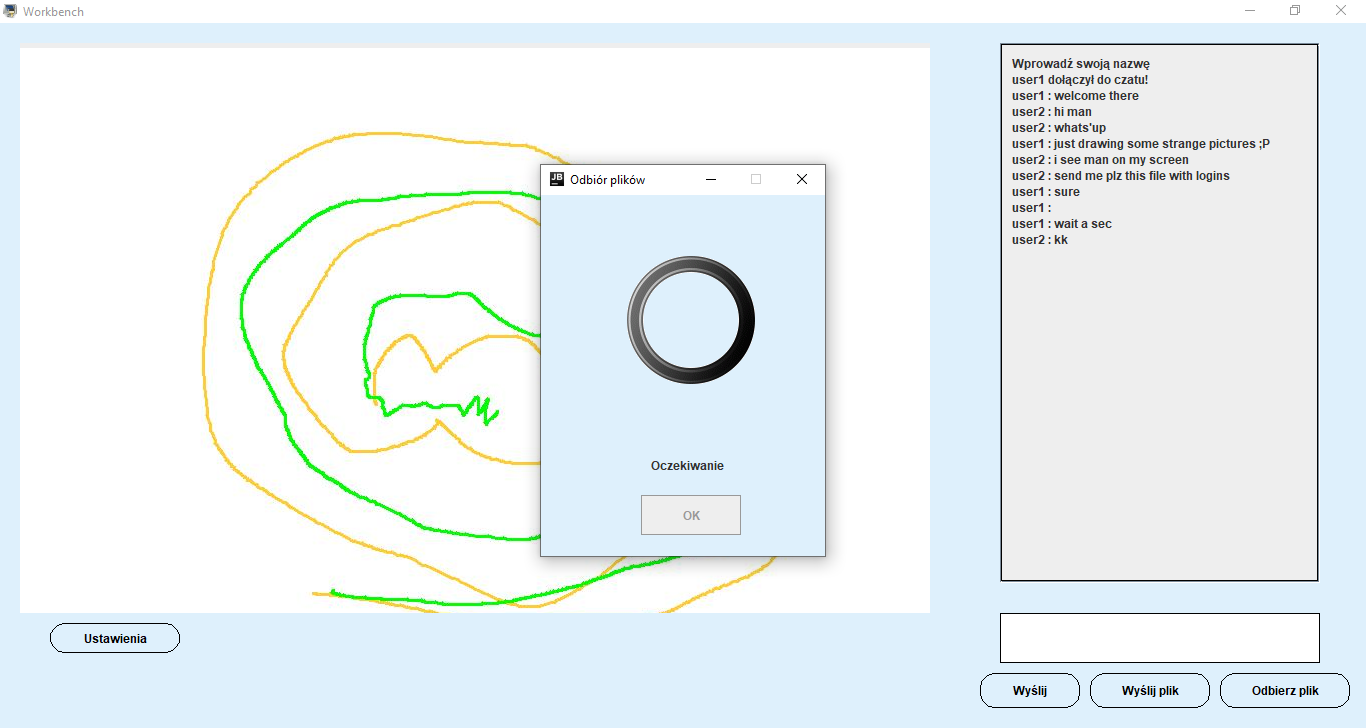 Workbench
Wprowadź swoją nazwę
user1 dołączył do czatu!
user1 : welcome there
user2 : hi man
user2 : whats'up
user1 : just drawing some strange pictures ;P
user2 : i see man on my screen
user2 : send me plz this file with logins
user1 : sure
user1 :
user1 : wait a sec
user2 : kk
JB
Odbiór plików
Oczekiwanie
OK
Ustawienia
Wyślij
Wyślij plik
Odbierz plik